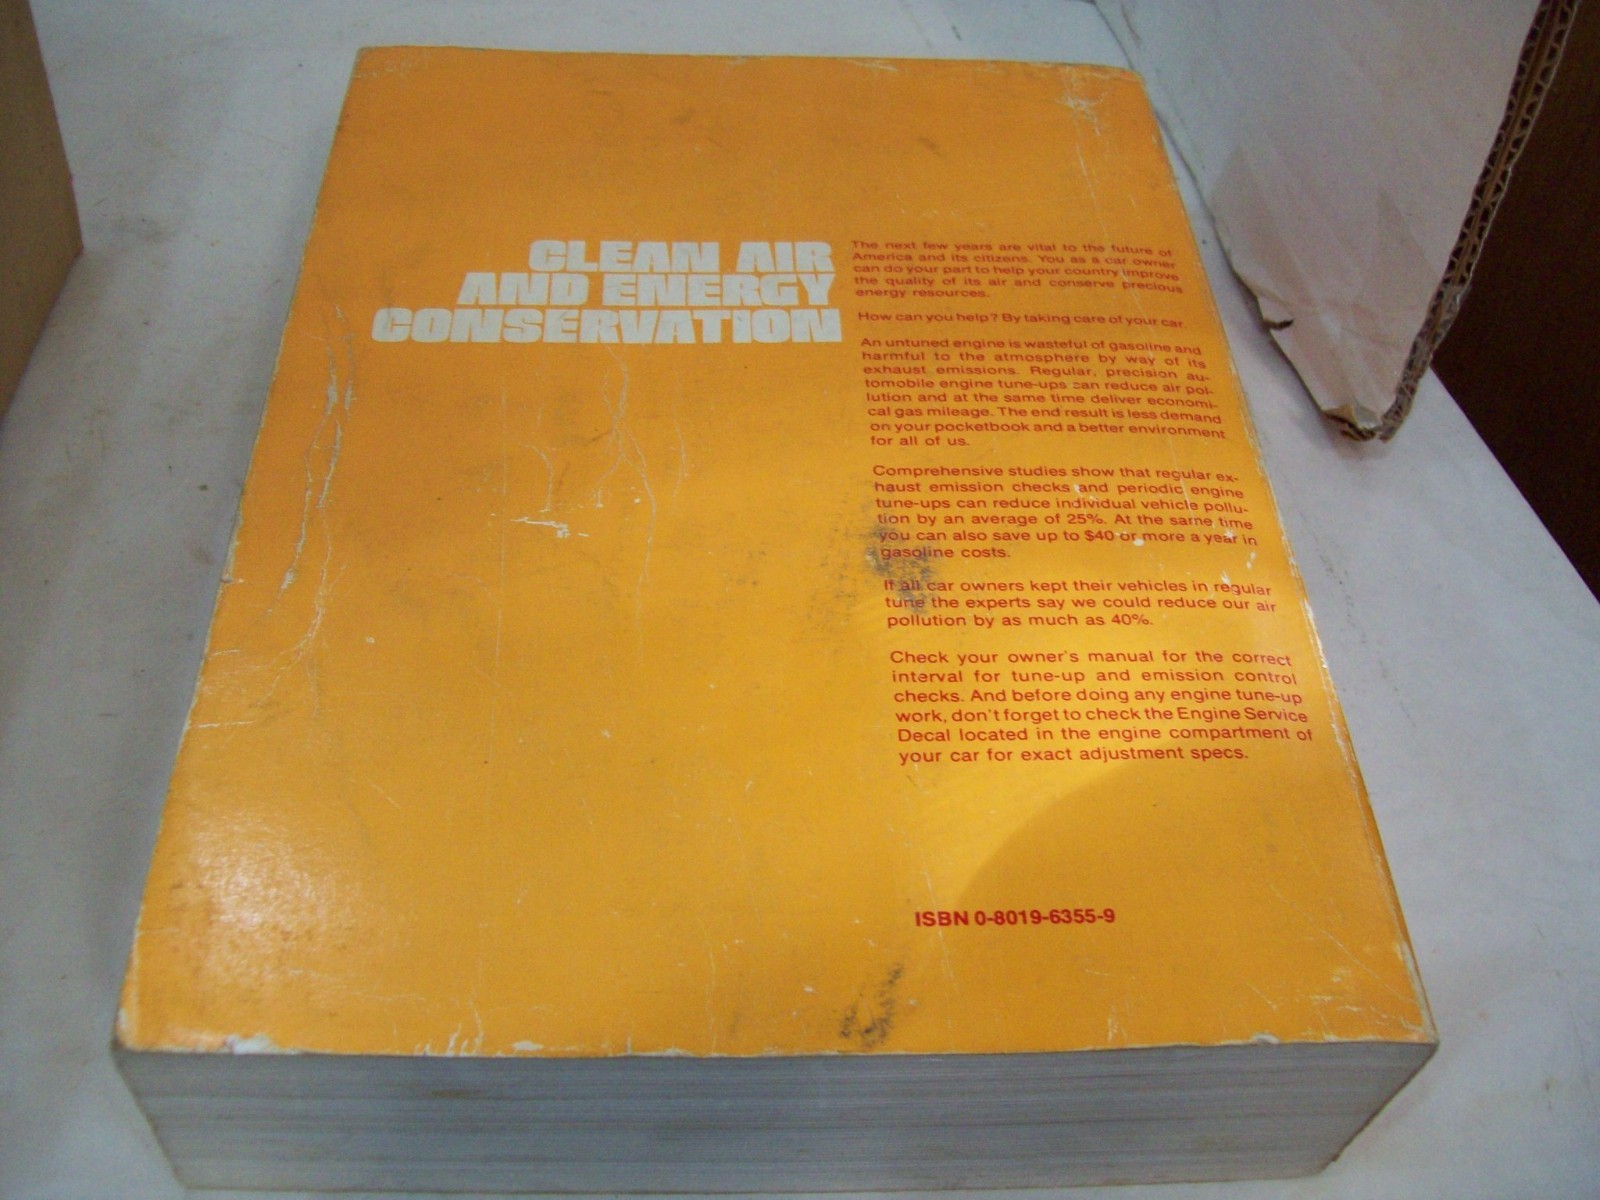 CLEAN AIR
AND ENERGY
CONSERVATION
The next few years are vital to the future of
America and its citizens. You as a car owner
can do your part to help your country improve
the quality of its air and conserve precious
energy resources.
How can you help? By taking care of your car.
An untuned engine is wasteful of gasoline and
harmful to the atmosphere by way of its
exhaust emissions. Regular, precision au-
tomobile engine tune-ups can reduce air pol-
lution and at the same time deliver economi-
cal gas mileage. The end result is less demand
on your pocketbook and a better environment
for all of us.
Comprehensive studies show that regular ex-
haust emission checks and periodic engine
tune-ups can reduce individual vehicle pollu-
tion by an average of 25%. At the same time
you can also save up to $40 or more a year in
gasoline costs.
If all car owners kept their vehicles in regular
tune the experts say we could reduce our air
pollution by as much as 40%.
Check your owner's manual for the correct
interval for tune-up and emission control
checks. And before doing any engine tune-up
work, don't forget to check the Engine Service
Decal located in the engine compartment of
your car for exact adjustment specs.
ISBN 0-8019-6355-9